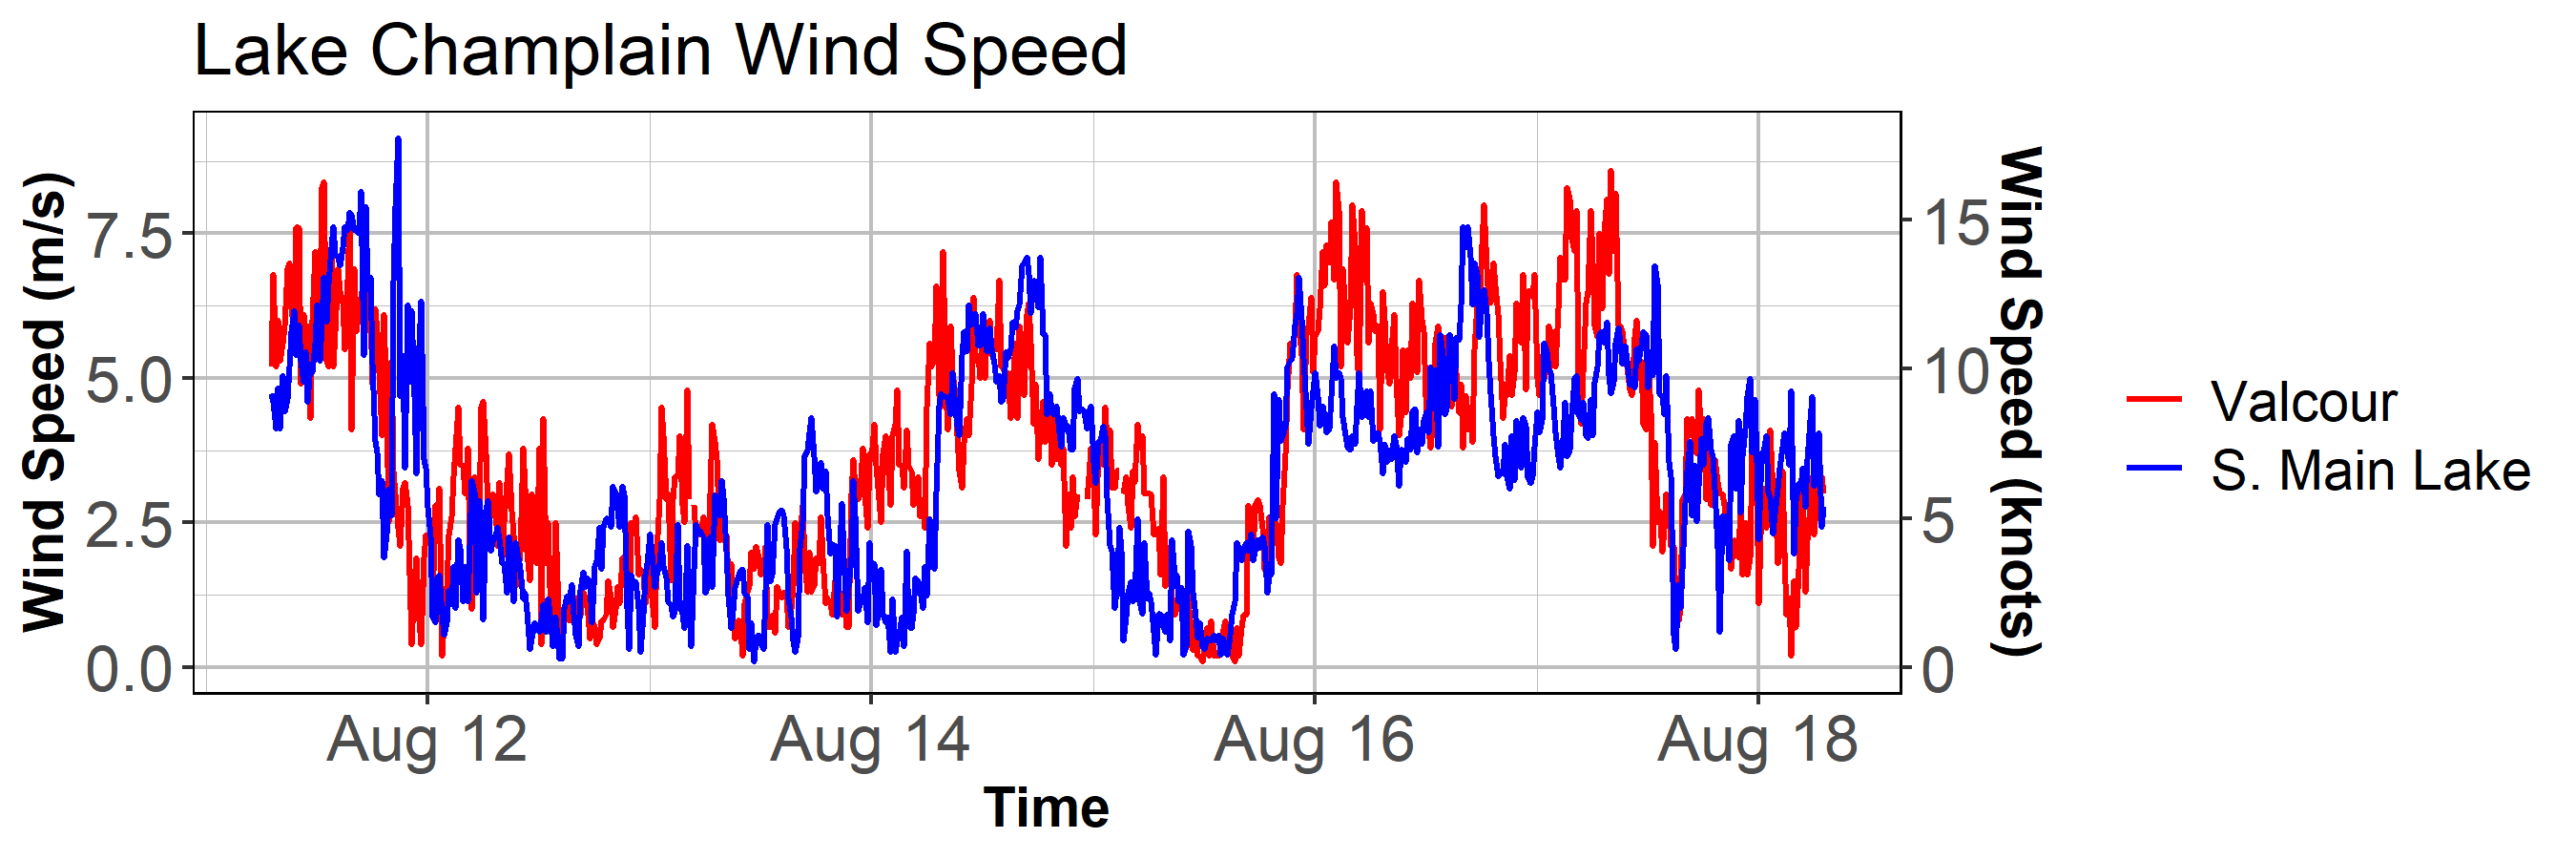 Lake Champlain Wind Speed
Wind Speed (m/s)
7.5
5.0
2.5
0.0
15
10
5
0
Wind Speed (knots)
Valcour
S. Main Lake
Aug 12
Aug 14
Aug 16
Aug 18
Time